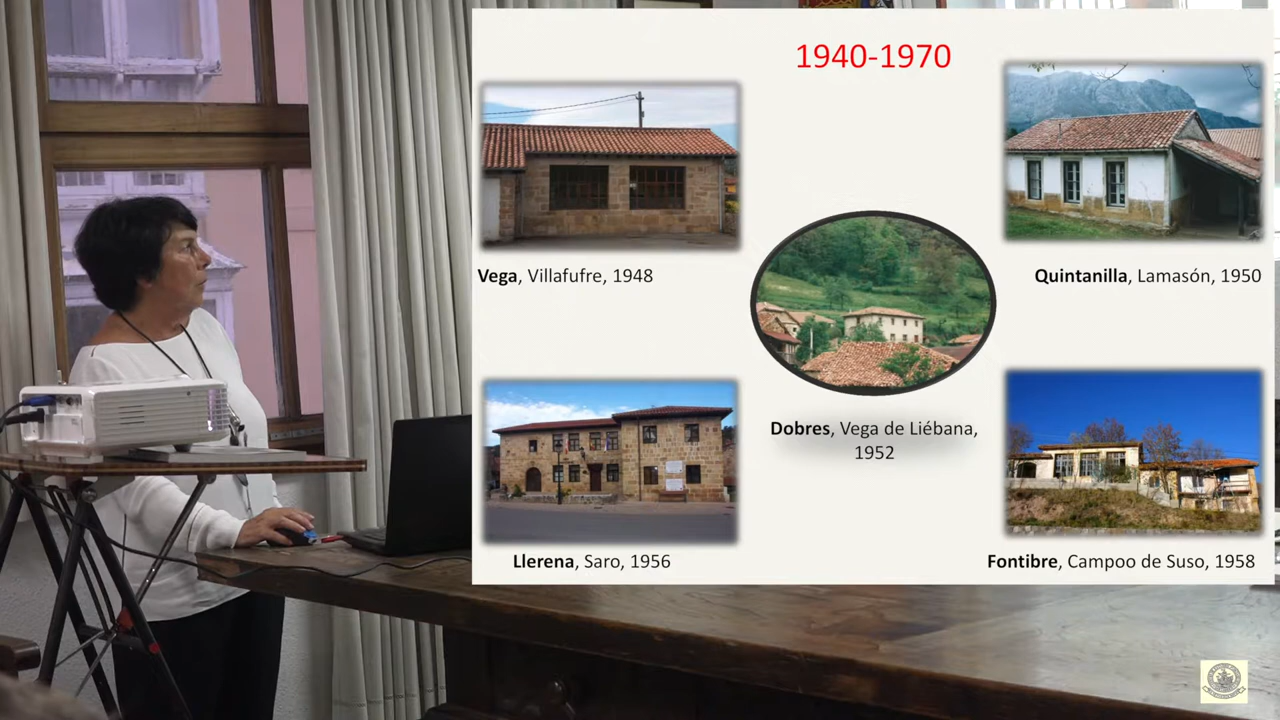 1940-1970
Vega, Villafufre, 1948
Quintanilla, Lamasón, 1950
Dobres, Vega de Liébana,
1952
Llerena, Saro, 1956
Fontibre, Campoo de Suso, 1958